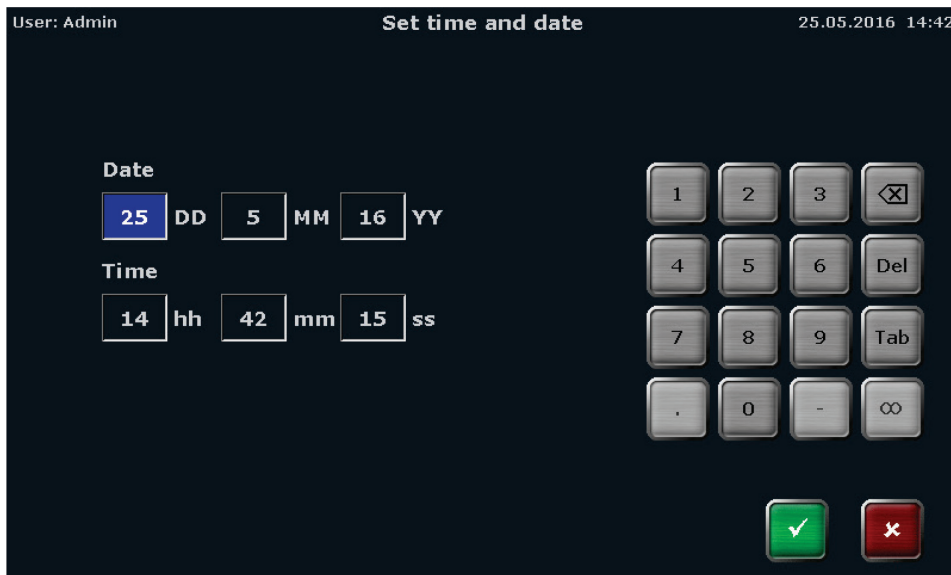 User: Admin Set time and date 25.05.2016 14:42
Date
25 DD 5 MM 16 YY
Time
14 hh 42 mm 15 ss
1 2 3
4 5 6 Del
7 8 9 Tab
. 0 - ∞